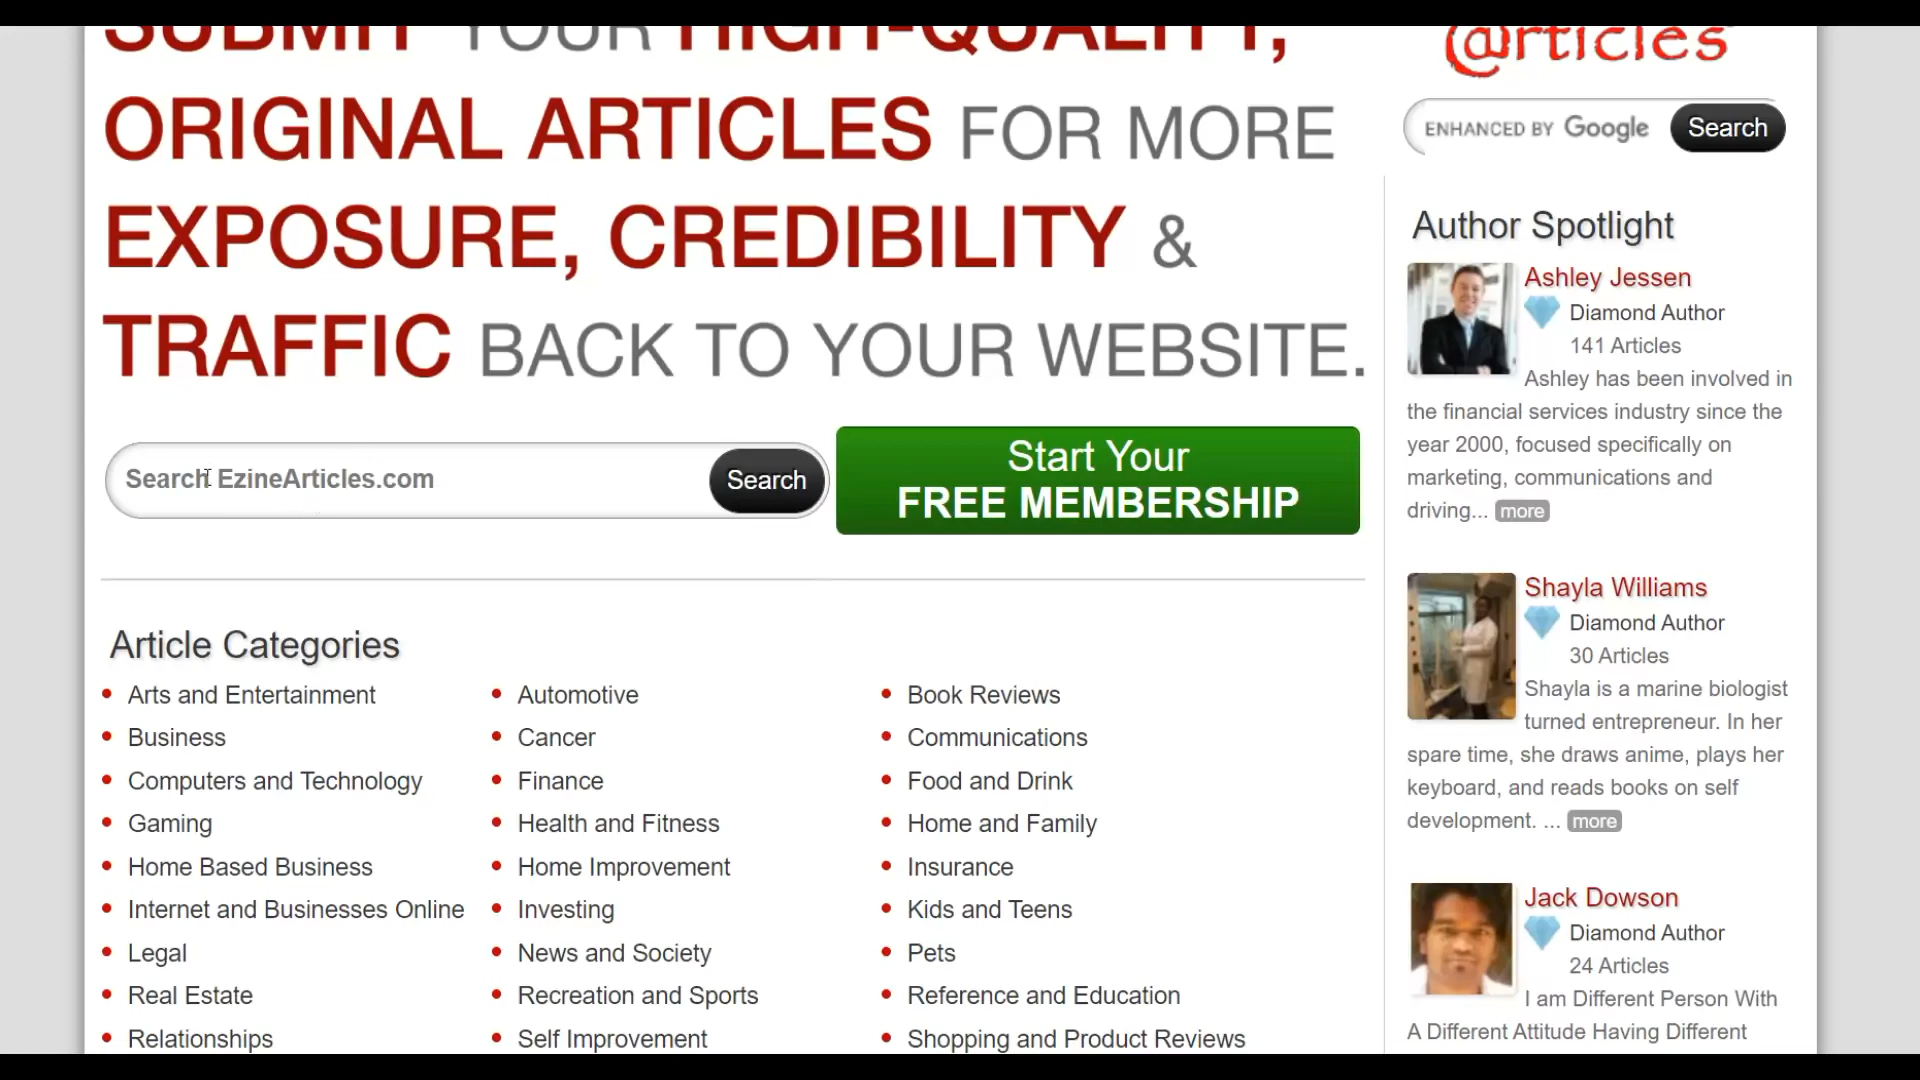 SUBMIT YOUR HIGH-QUALITY,
ORIGINAL ARTICLES FOR MORE
EXPOSURE, CREDIBILITY &
TRAFFIC BACK TO YOUR WEBSITE.
Search EzineArticles.com
Search
Start Your
FREE MEMBERSHIP
Article Categories
Arts and Entertainment
Automotive
Book Reviews
Business
Cancer
Communications
Computers and Technology
Finance
Food and Drink
Gaming
Health and Fitness
Home and Family
Home Based Business
Home Improvement
Insurance
Internet and Businesses Online
Investing
Kids and Teens
Legal
News and Society
Pets
Real Estate
Recreation and Sports
Reference and Education
Relationships
Self Improvement
Shopping and Product Reviews
@rticles
ENHANCED BY Google
Search
Author Spotlight
Ashley Jessen
Diamond Author
141 Articles
Ashley has been involved in
the financial services industry since the
year 2000, focused specifically on
marketing, communications and
driving... more
Shayla Williams
Diamond Author
30 Articles
Shayla is a marine biologist
turned entrepreneur. In her
spare time, she draws anime, plays her
keyboard, and reads books on self
development. ... more
Jack Dowson
Diamond Author
24 Articles
I am Different Person With
A Different Attitude Having Different